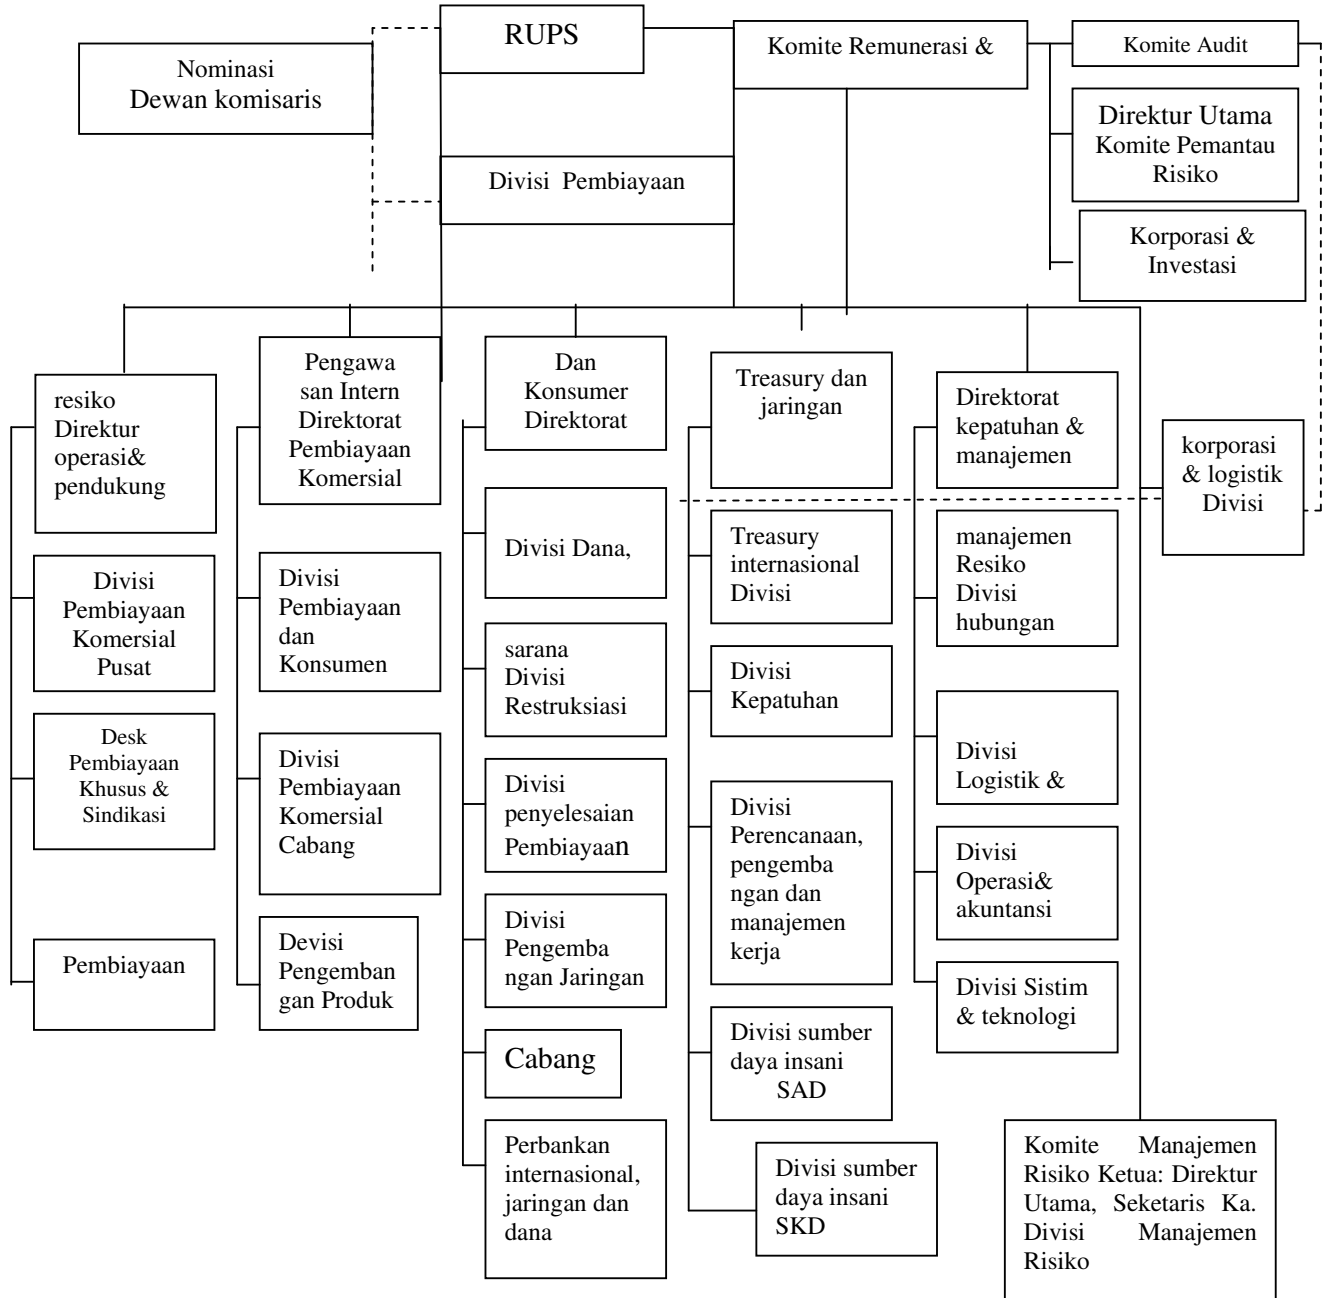 RUPS
Nominasi
Dewan komisaris
Komite Remunerasi &
Komite Audit
Direktur Utama
Komite Pemantau
Risiko
Divisi Pembiayaan
Korporasi &
Investasi
resiko
Direktur
operasi&
pendukung
Pengawa
san Intern
Direktorat
Pembiayaan
Komersial
Dan
Konsumer
Direktorat
Treasury dan
jaringan
Direktorat
kepatuhan &
manajemen
korporasi
& logistik
Divisi
Divisi
Pembiayaan
Komersial
Pusat
Divisi
Pembiayaan
dan
Konsumen
Divisi Dana,
Treasury
internasional
Divisi
manajemen
Resiko
Divisi
hubungan
sarana
Divisi
Restruksiasi
Divisi
Kepatuhan
Divisi
Logistik &
Desk
Pembiayaan
Khusus &
Sindikasi
Divisi
Pembiayaan
Komersial
Cabang
Divisi
penyelesaian
Pembiayaan
Divisi
Perencanaan,
pengemba
ngan dan
manajemen
kerja
Divisi
Operasi&
akuntansi
Pembiayaan
Devisi
Pengemban
gan Produk
Divisi
Pengemba
ngan Jaringan
Divisi Sistim
& teknologi
Cabang
Divisi sumber
daya insani
SAD
Perbankan
internasional,
jaringan dan
dana
Divisi sumber
daya insani
SKD
Komite Manajemen
Risiko Ketua: Direktur
Utama, Seketaris Ka.
Divisi Manajemen
Risiko